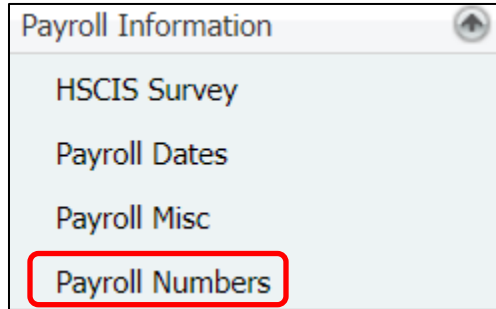 Payroll Information
HSCIS Survey
Payroll Dates
Payroll Misc
Payroll Numbers